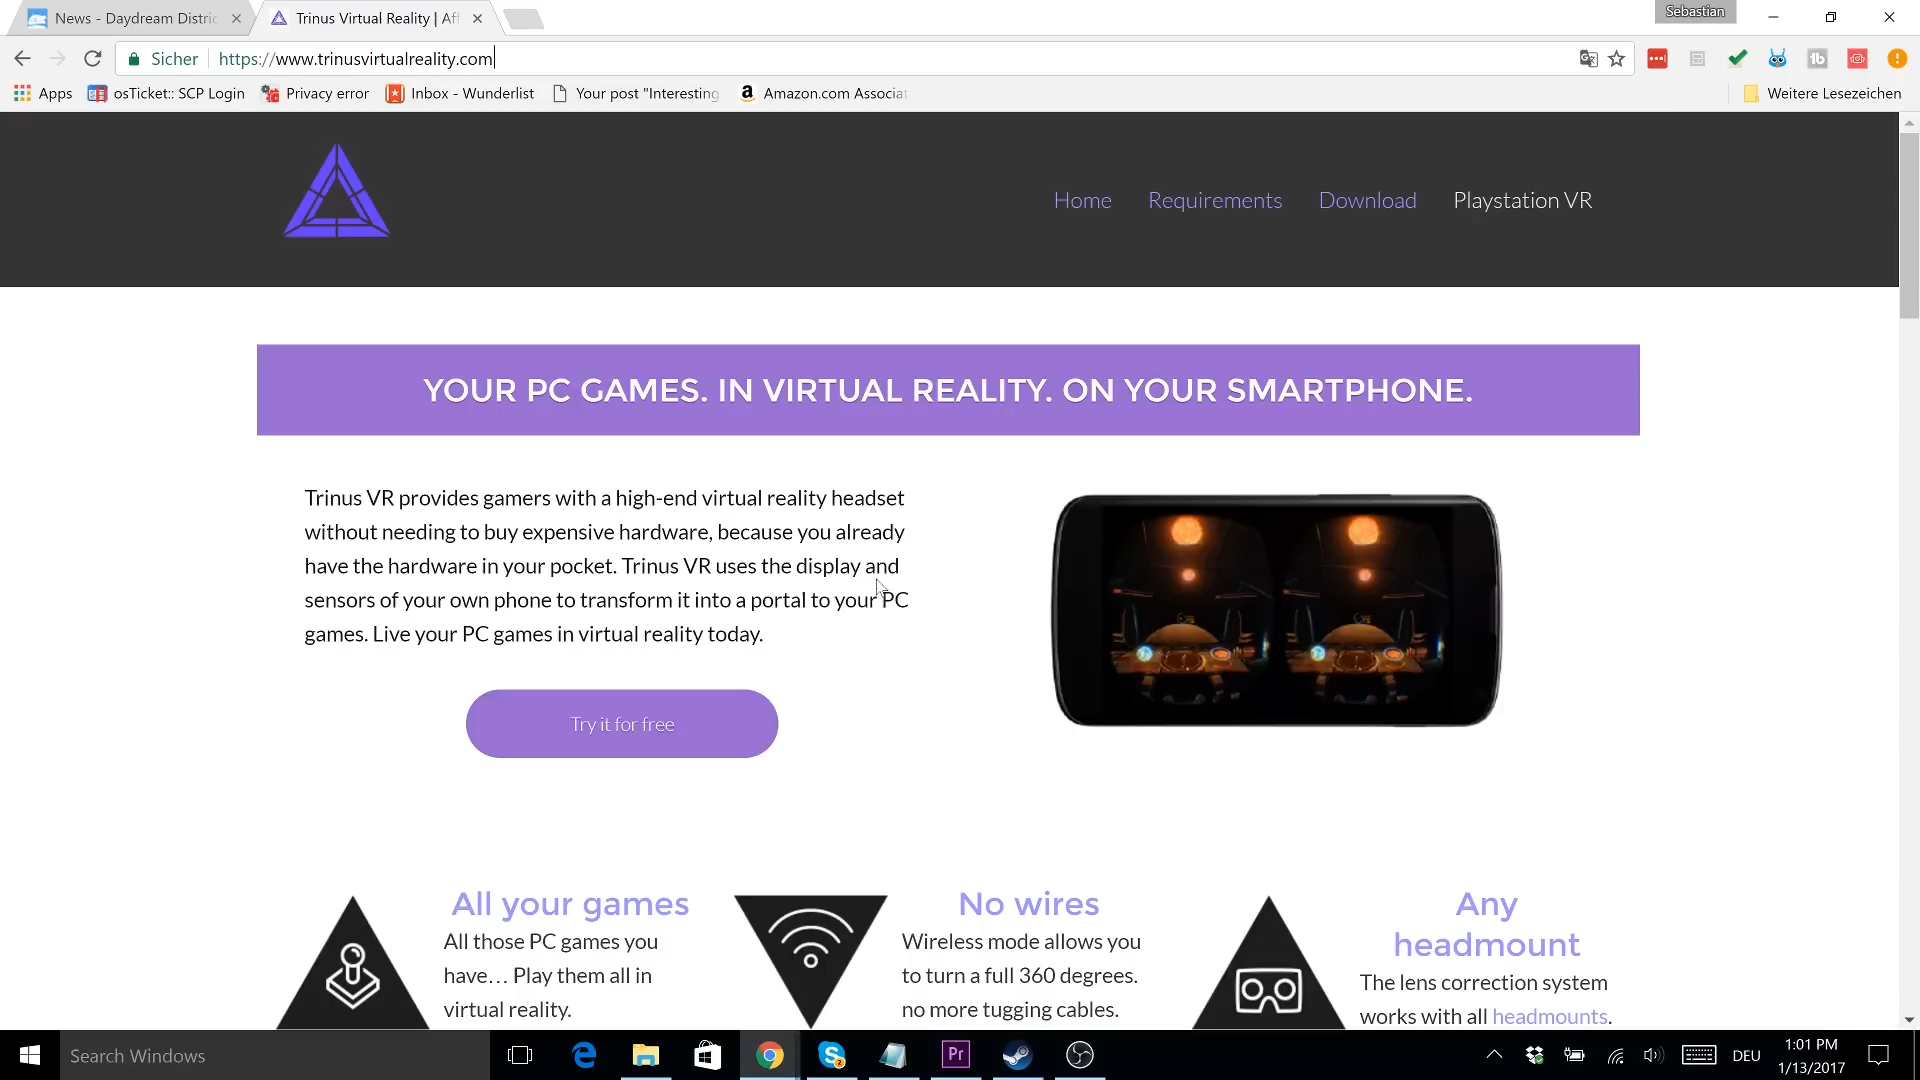 News - Daydream Distric
Trinus Virtual Reality | Aff
Sebastian
Sicher
https://www.trinusvirtualreality.com
Apps
osTicket:: SCP Login
Privacy error
Inbox - Wunderlist
Your post "Interesting
Amazon.com Associat
Weitere Lesezeichen
Home
Requirements
Download
Playstation VR
YOUR PC GAMES. IN VIRTUAL REALITY. ON YOUR SMARTPHONE.
Trinus VR provides gamers with a high-end virtual reality headset
without needing to buy expensive hardware, because you already
have the hardware in your pocket. Trinus VR uses the display and
sensors of your own phone to transform it into a portal to your PC
games. Live your PC games in virtual reality today.
Try it for free
All your games
All those PC games you
have… Play them all in
virtual reality.
No wires
Wireless mode allows you
to turn a full 360 degrees.
no more tugging cables.
Any
headmount
The lens correction system
works with all headmounts.
Search Windows
Pr
DEU
1:01 PM
1/13/2017